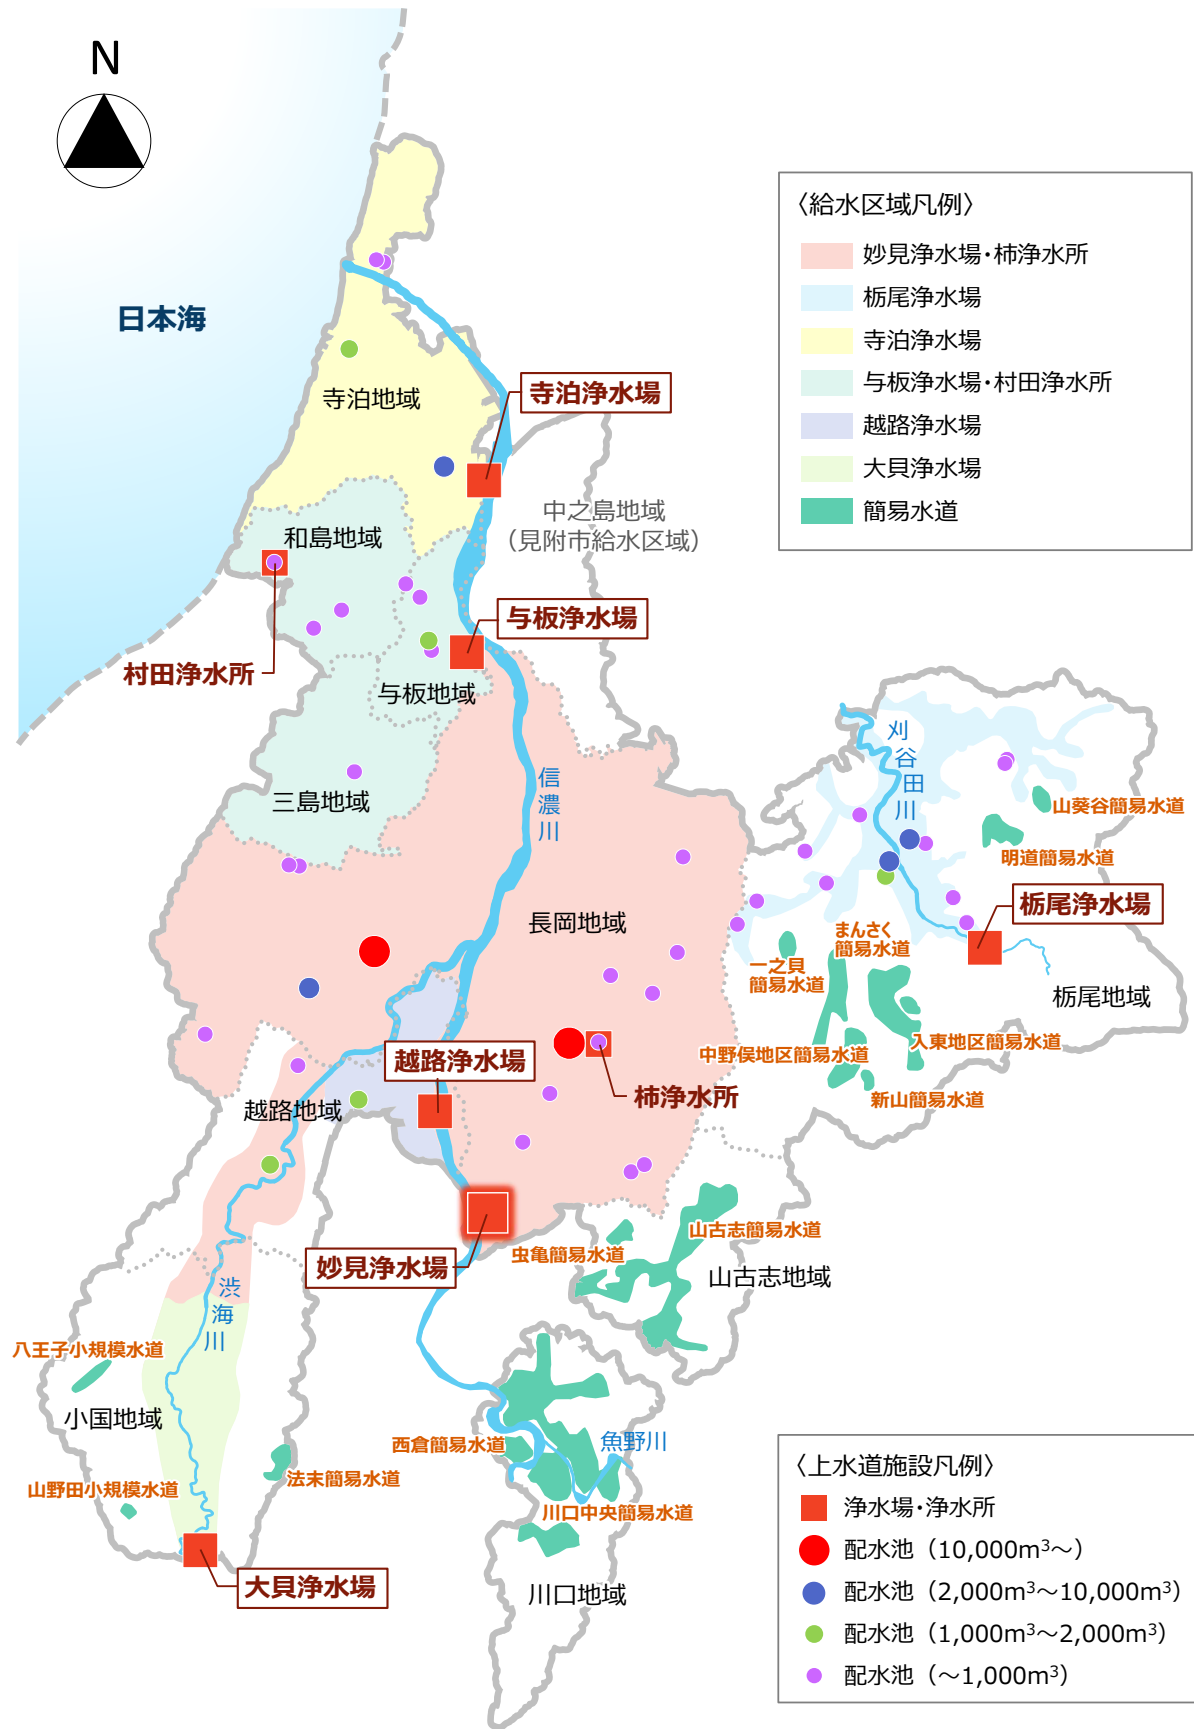 N
日本海
〈給水区域凡例〉
妙見浄水場・柿浄水所
栃尾浄水場
寺泊浄水場
与板浄水場・村田浄水所
越路浄水場
大貝浄水場
簡易水道
寺泊地域
寺泊浄水場
中之島地域
（見附市給水区域）
和島地域
与板浄水場
村田浄水所
与板地域
三島地域
信濃川
刈谷田川
山葵谷簡易水道
明道簡易水道
栃尾浄水場
まんさく
簡易水道
一之貝
簡易水道
栃尾地域
長岡地域
中野俣地区簡易水道
入東地区簡易水道
新山簡易水道
越路浄水場
柿浄水所
越路地域
妙見浄水場
虫亀簡易水道
山古志簡易水道
山古志地域
渋海川
八王子小規模水道
小国地域
山野田小規模水道
法末簡易水道
大貝浄水場
西倉簡易水道
魚野川
川口中央簡易水道
川口地域
〈上水道施設凡例〉
浄水場・浄水所
配水池（10,000m³～）
配水池（2,000m³～10,000m³）
配水池（1,000m³～2,000m³）
配水池（～1,000m³）